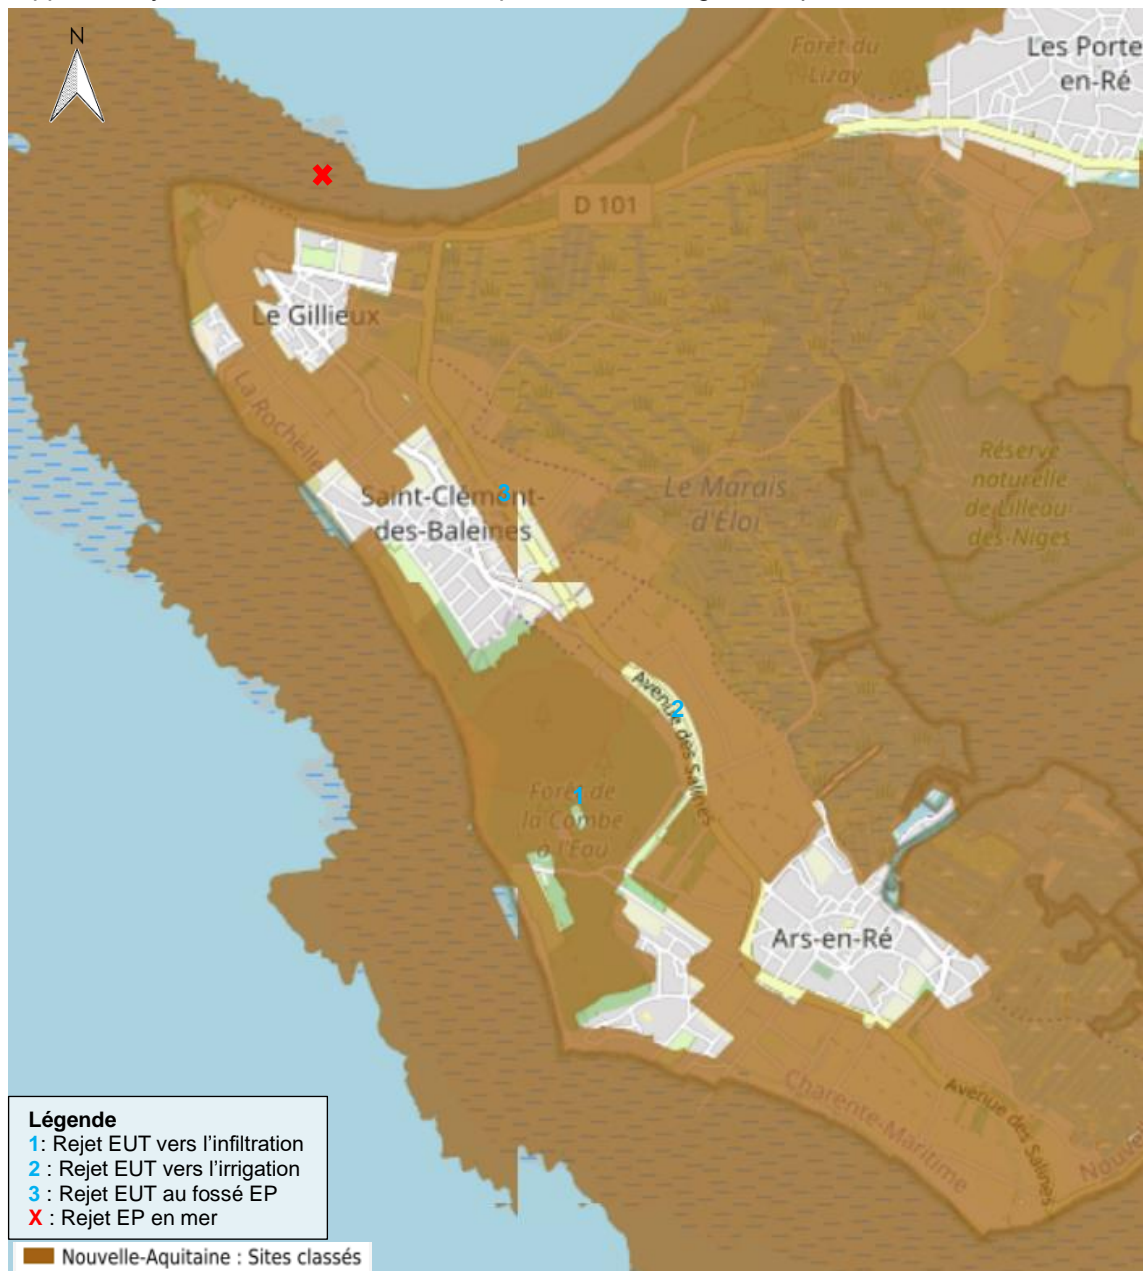 N
Forêt du
Lizay
Les Porte
en-Ré
D 101
Le Gillieux
La Rochelle
Réserve
naturelle
de Lilleau
des-Niges
Le Marais
d'Éloi
3
Saint-Clément-
des-Baleines
Avenue des Salines
2
1
Forêt de
la Combe
à l'Eau
Ars-en-Ré
Avenue des Salines
Charente-Maritime
Nouv
Légende
1: Rejet EUT vers l'infiltration
2 : Rejet EUT vers l'irrigation
3 : Rejet EUT au fossé EP
X : Rejet EP en mer
Nouvelle-Aquitaine : Sites classés